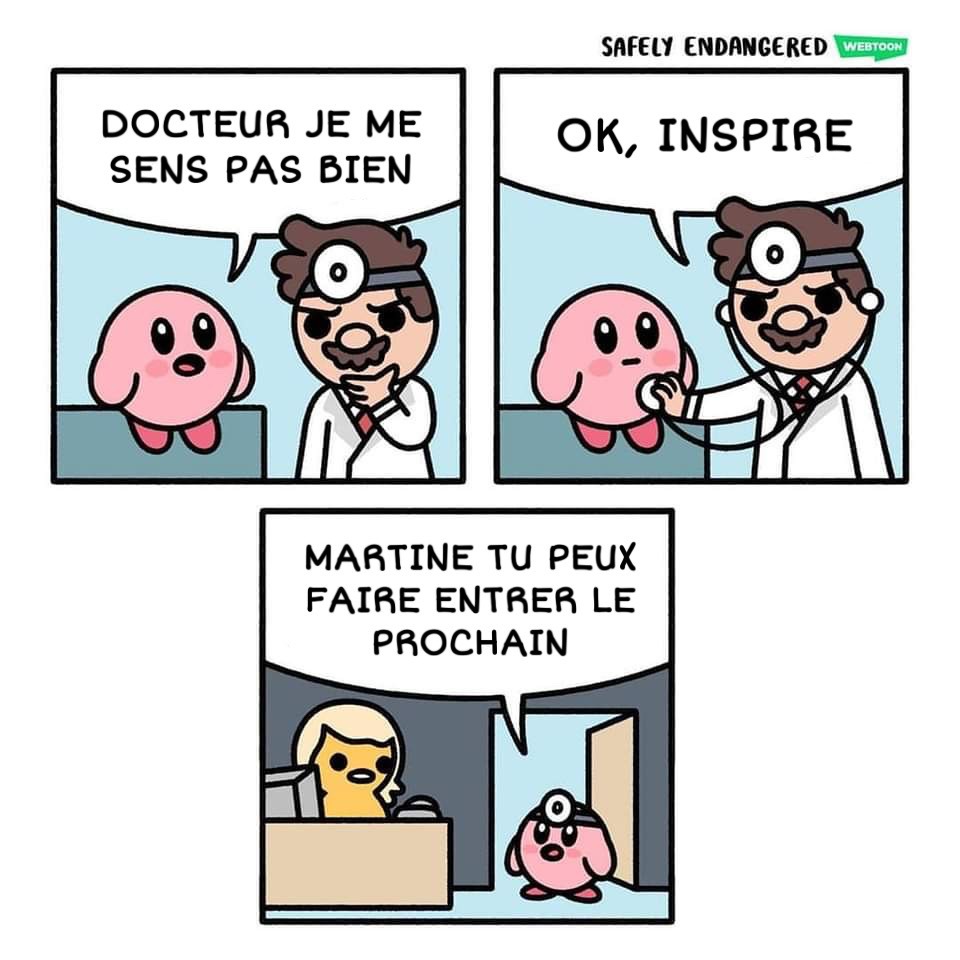 SAFELY ENDANGERED WEBTOON
DOCTEUR JE ME
SENS PAS BIEN
OK, INSPIRE
MARTINE TU PEUX
FAIRE ENTRER LE
PROCHAIN